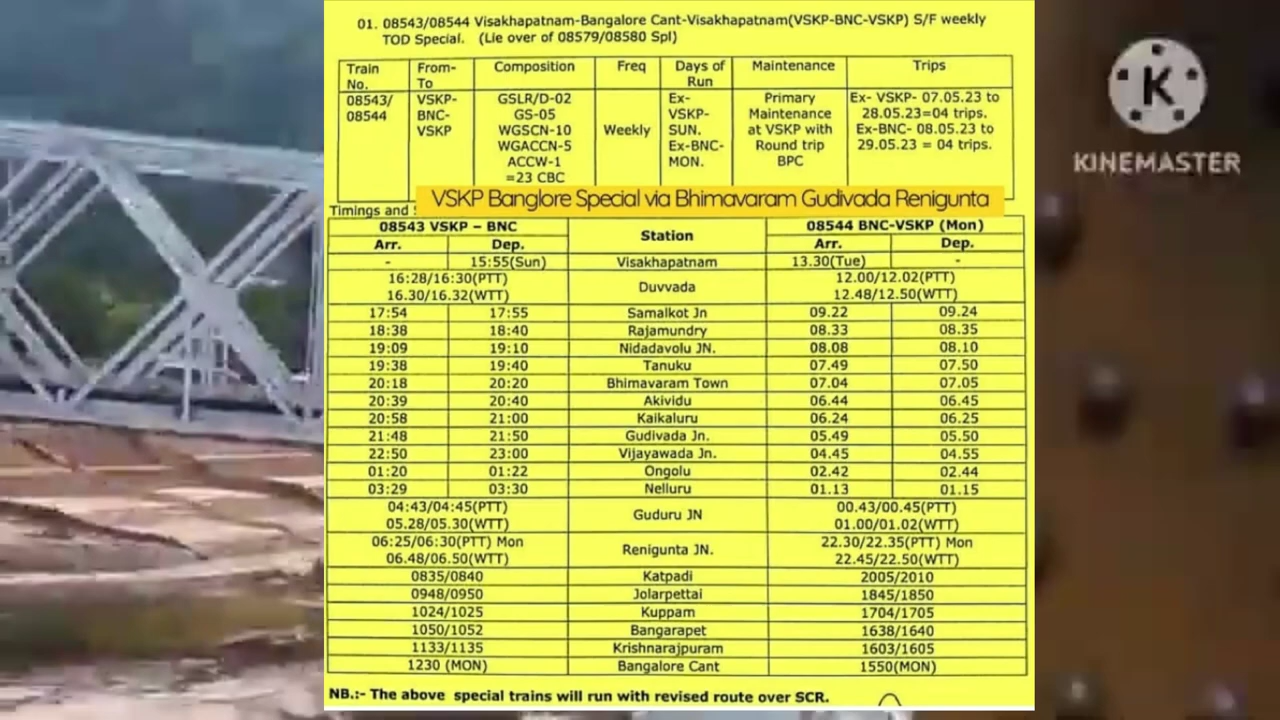 01. 08543/08544 Visakhapatnam-Bangalore Cant-Visakhapatnam(VSKP-BNC-VSKP) S/F weekly
TOD Special. (Lie over of 08579/08580 Spl)
Train No. From-To Composition Freq Days of Run Maintenance Trips
08543/ VSKP- GSLR/D-02 Ex- Primary Ex- VSKP- 07.05.23 to
08544 BNC- GS-05 VSKP- Maintenance 28.05.23=04 trips.
VSKP WGSCN-10 Weekly SUN. at VSKP with Ex-BNC- 08.05.23 to
WGACCN-5 Ex-BNC- Round trip 29.05.23 = 04 trips.
ACCW-1 MON. BPC
=23 CBC
VSKP Banglore Special via Bhimavaram Gudivada Renigunta
Timings and
08543 VSKP – BNC Station 08544 BNC-VSKP (Mon)
Arr. Dep. Arr. Dep.
- 15:55(Sun) Visakhapatnam 13.30(Tue) -
16:28/16:30(PTT) Duvvada 12.00/12.02(PTT)
16.30/16.32(WTT) 12.48/12.50(WTT)
17:54 17:55 Samalkot Jn 09.22 09.24
18:38 18:40 Rajamundry 08.33 08.35
19:09 19:10 Nidadavolu JN. 08.08 08.10
19:38 19:40 Tanuku 07.49 07.50
20:18 20:20 Bhimavaram Town 07.04 07.05
20:39 20:40 Akividu 06.44 06.45
20:58 21:00 Kaikaluru 06.24 06.25
21:48 21:50 Gudivada Jn. 05.49 05.50
22:50 23:00 Vijayawada Jn. 04.45 04.55
01:20 01:22 Ongolu 02.42 02.44
03:29 03:30 Nelluru 01.13 01.15
04:43/04:45(PTT) Guduru JN 00.43/00.45(PTT)
05.28/05.30(WTT) 01.00/01.02(WTT)
06:25/06:30(PTT) Mon Renigunta JN. 22.30/22.35(PTT) Mon
06.48/06.50(WTT) 22.45/22.50(WTT)
0835/0840 Katpadi 2005/2010
0948/0950 Jolarpettai 1845/1850
1024/1025 Kuppam 1704/1705
1050/1052 Bangarapet 1638/1640
1133/1135 Krishnarajpuram 1603/1605
1230 (MON) Bangalore Cant 1550(MON)
NB.:- The above special trains will run with revised route over SCR.
K
KINEMASTER